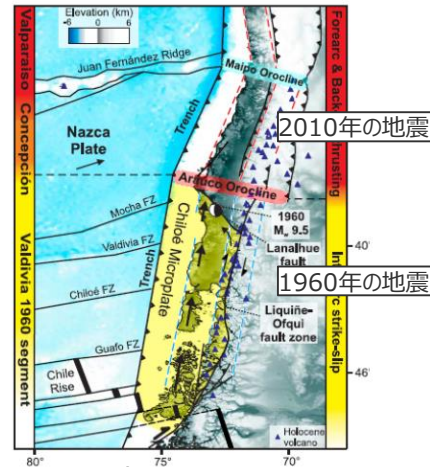 Elevation (km)
-6 0 6
Valparaíso
Concepción
Valdivia 1960 segment
Juan Fernández Ridge
Maipo Orocline
Trench
Nazca
Plate
2010年の地震
Forearc & Back
thrusting
Arauco Orocline
Mocha FZ
1960
Mw 9.5
Lanalhue
fault
40˚
Chiloé Microplate
Valdivia FZ
Trench
1960年の地震
Chiloé FZ
Liquiñe-
Ofqui
fault zone
c strike-slip
Guafo FZ
Chile
Rise
46˚
Holocene
volcano
80° 75° 70°